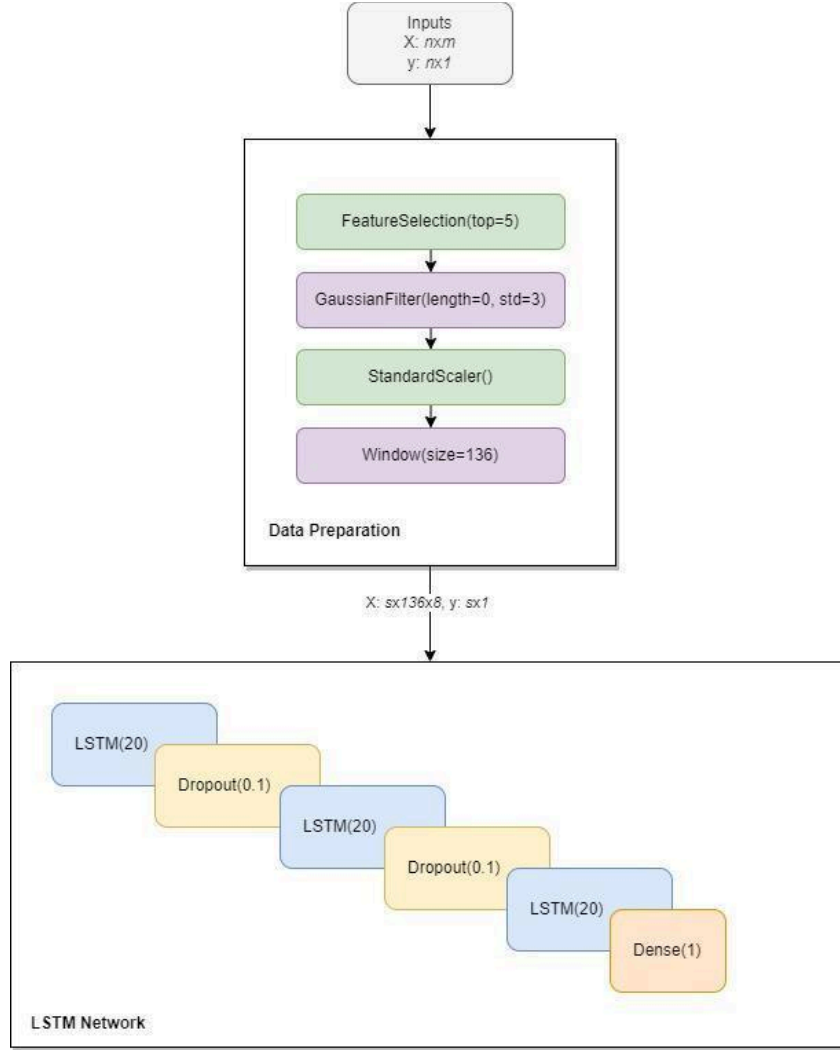 Inputs
X: nxm
y: nx1
FeatureSelection(top=5)
GaussianFilter(length=0, std=3)
StandardScaler()
Window(size=136)
Data Preparation
X: sx136x8, y: sx1
LSTM(20)
Dropout(0.1)
LSTM(20)
Dropout(0.1)
LSTM(20)
Dense(1)
LSTM Network